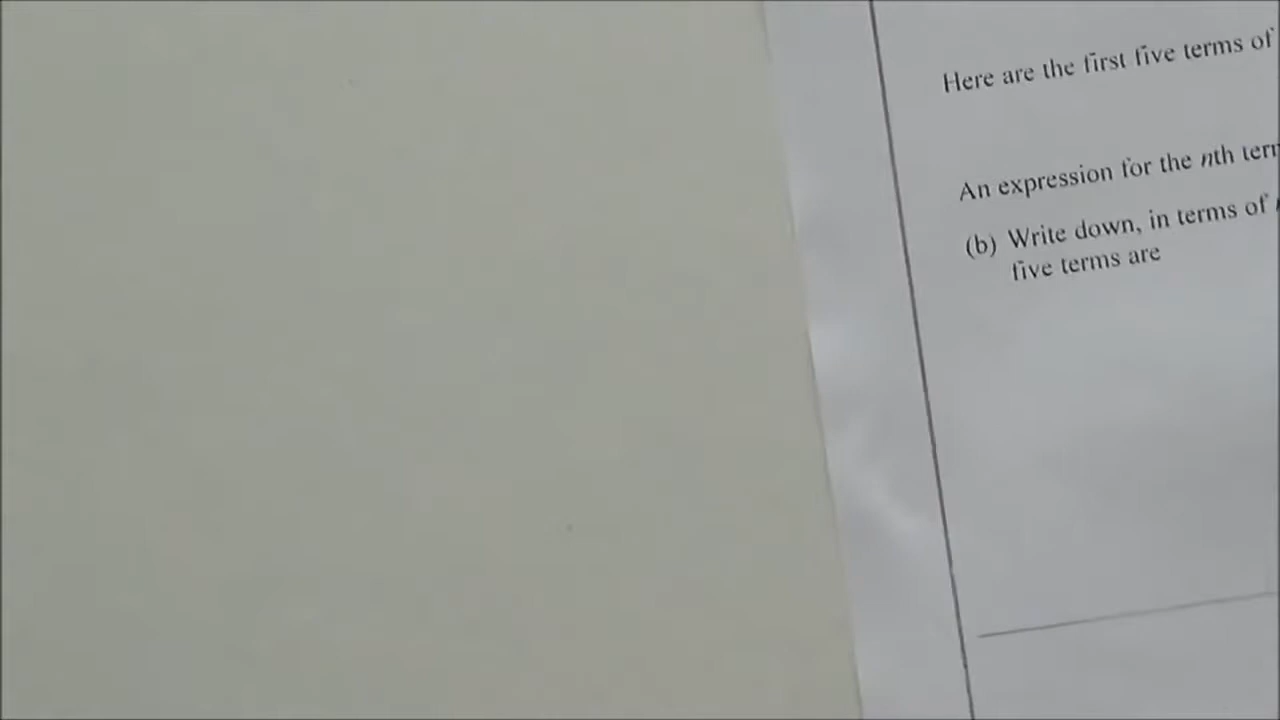 Here are the first five terms of
An expression for the nth
(b) Write down, in terms of
five terms are